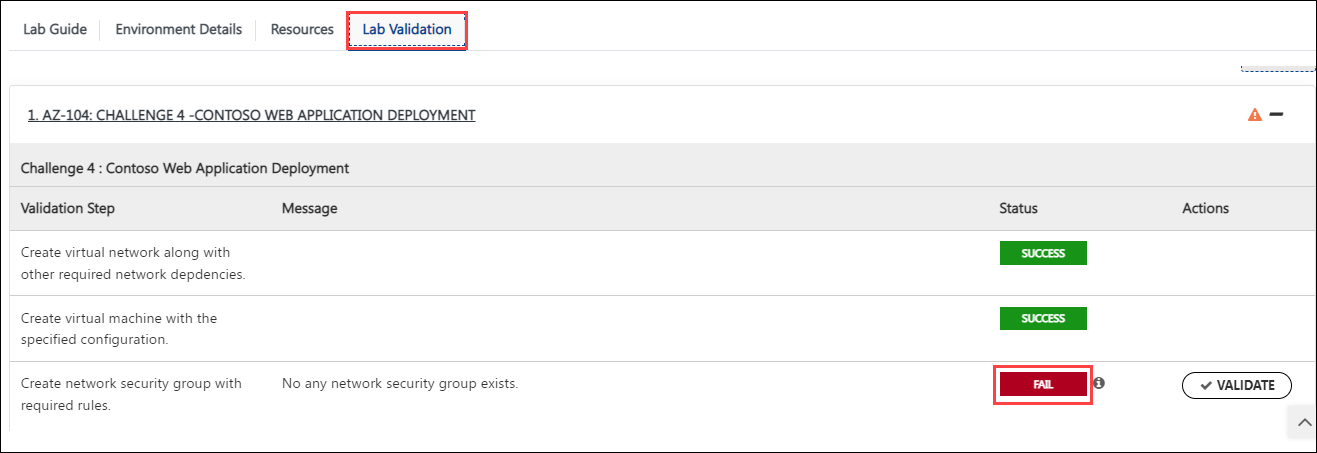 Lab Guide Environment Details Resources Lab Validation
1. AZ-104: CHALLENGE 4 -CONTOSO WEB APPLICATION DEPLOYMENT
Challenge 4 : Contoso Web Application Deployment
Validation Step Message Status Actions
Create virtual network along with
other required network depdencies.
SUCCESS
Create virtual machine with the
specified configuration.
SUCCESS
Create network security group with
required rules.
No any network security group exists.
FAIL
VALIDATE